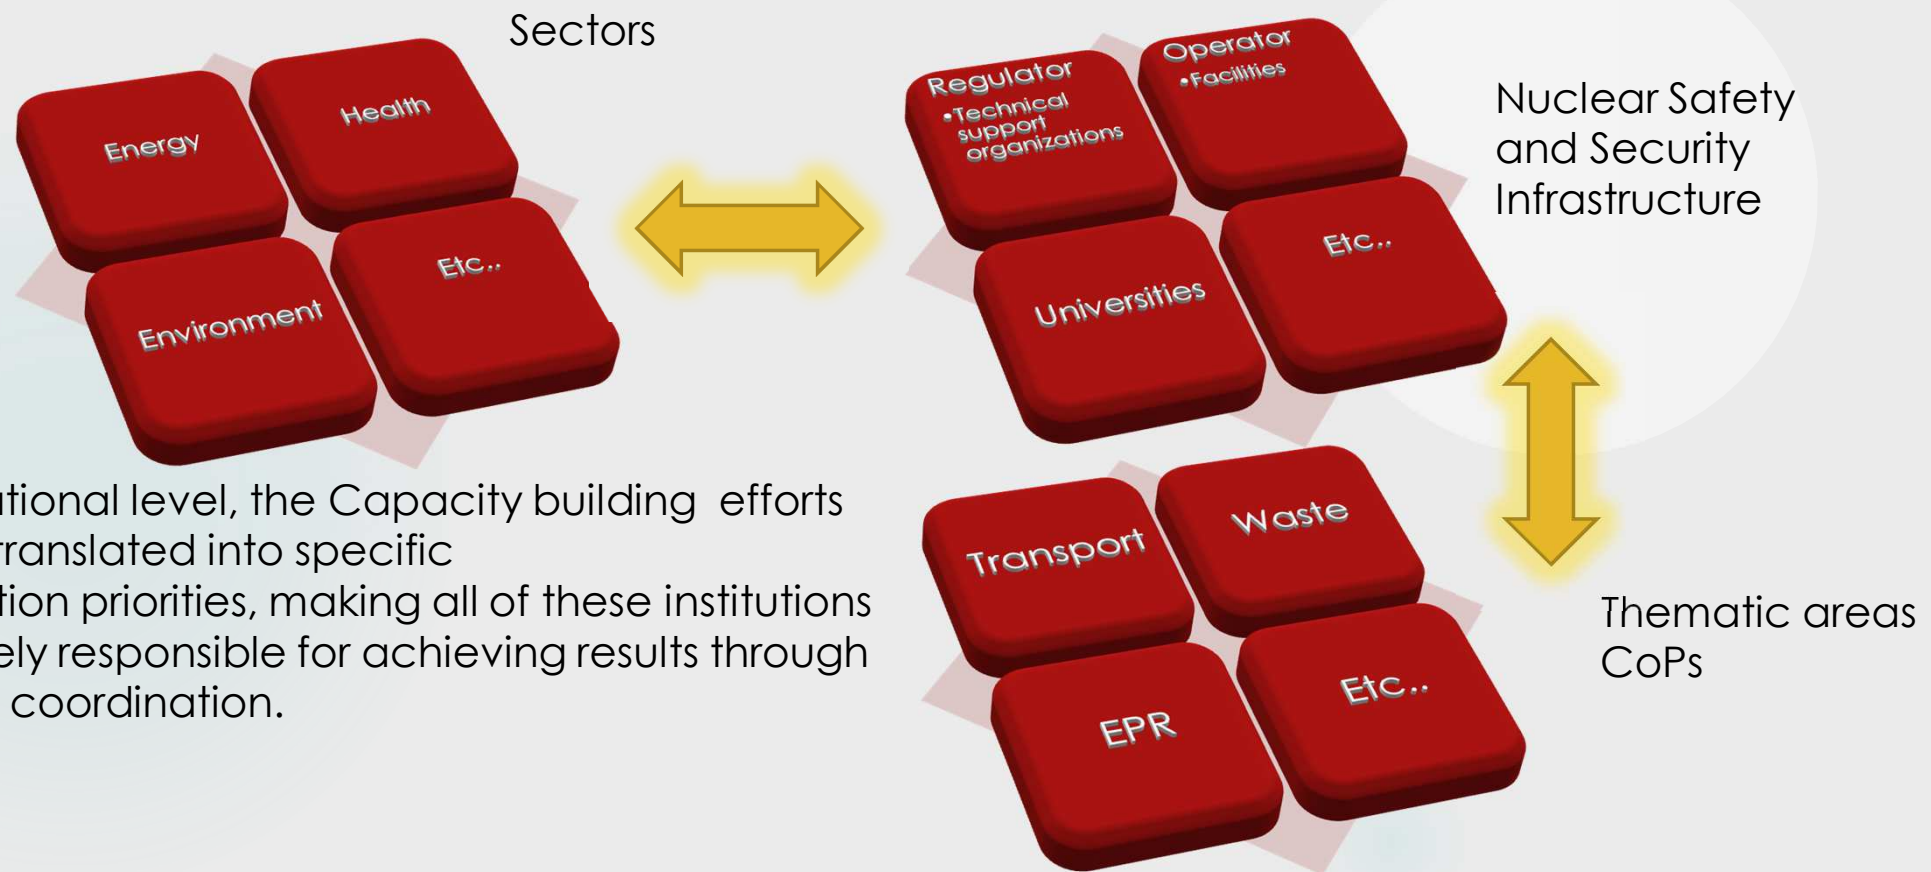 Sectors
Energy
Health
Environment
Etc..
Regulator
•Technical
support
organizations
Operator
•Facilities
Universities
Etc..
Nuclear Safety
and Security
Infrastructure
ational level, the Capacity building efforts
translated into specific
tion priorities, making all of these institutions
ely responsible for achieving results through
coordination.
Transport
Waste
EPR
Etc..
Thematic areas
CoPs